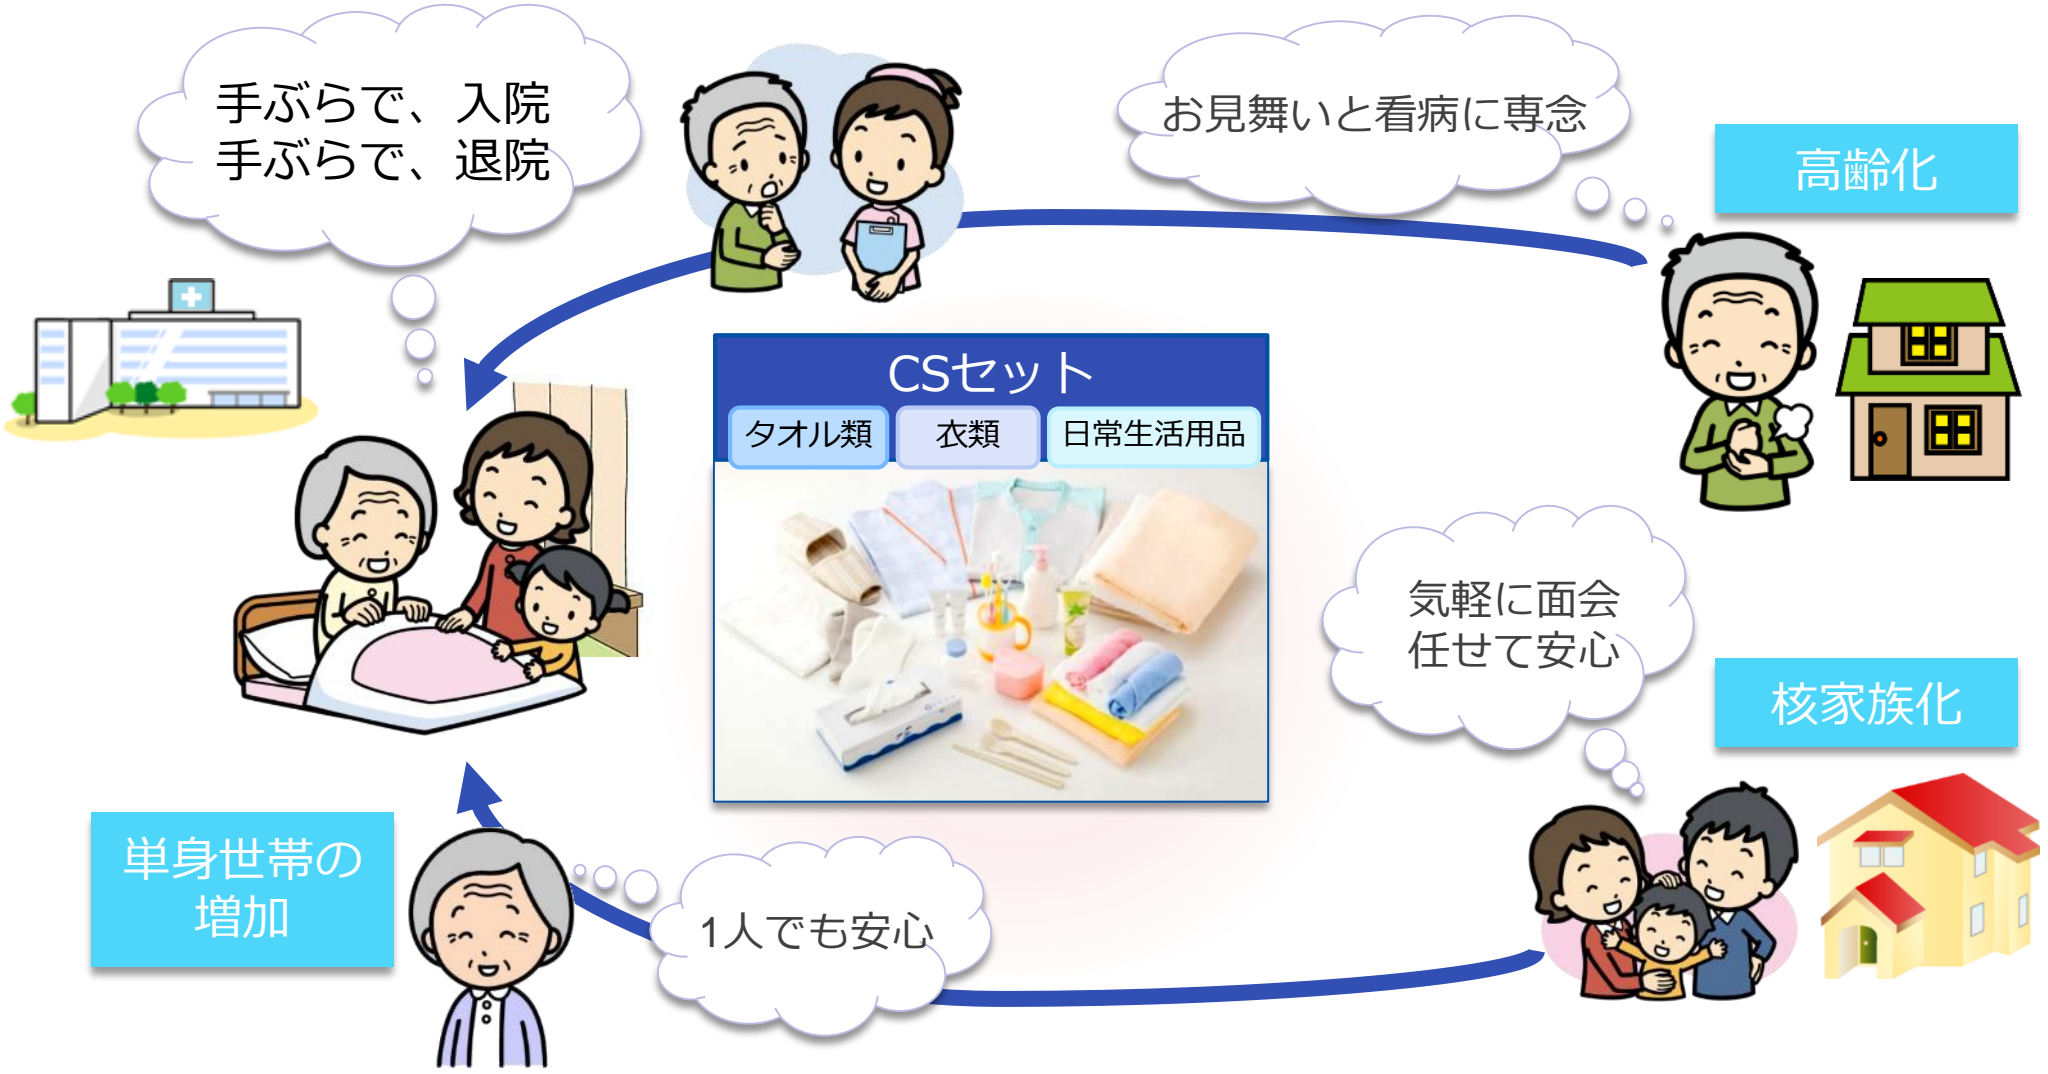 手ぶらで、入院
手ぶらで、退院
お見舞いと看病に専念
高齢化
CSセット
タオル類
衣類
日常生活用品
気軽に面会
任せて安心
核家族化
単身世帯の
増加
1人でも安心